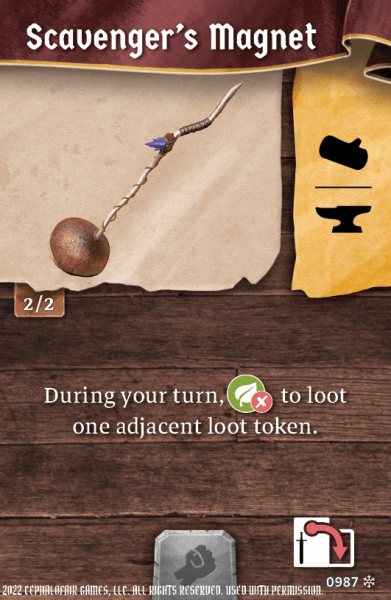 Scavenger's Magnet
2/2
During your turn, to loot
one adjacent loot token.
0987
2022 CEPHALOFAIR GAMES, LLC. ALL RIGHTS RESERVED. USED WITH PERMISSION.